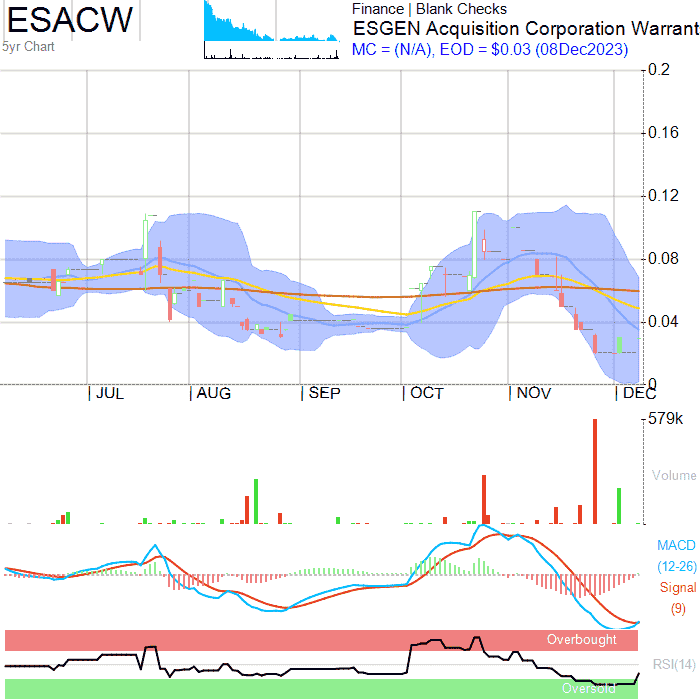 ESACW
5yr Chart
Finance | Blank Checks
ESGEN Acquisition Corporation Warrant
MC = (N/A), EOD = $0.03 (08Dec2023)
0.2
0.16
0.12
0.08
0.04
0
JUL AUG SEP OCT NOV DEC
579k
Volume
MACD
(12-26)
Signal
(9)
Overbought
RSI(14)
Oversold